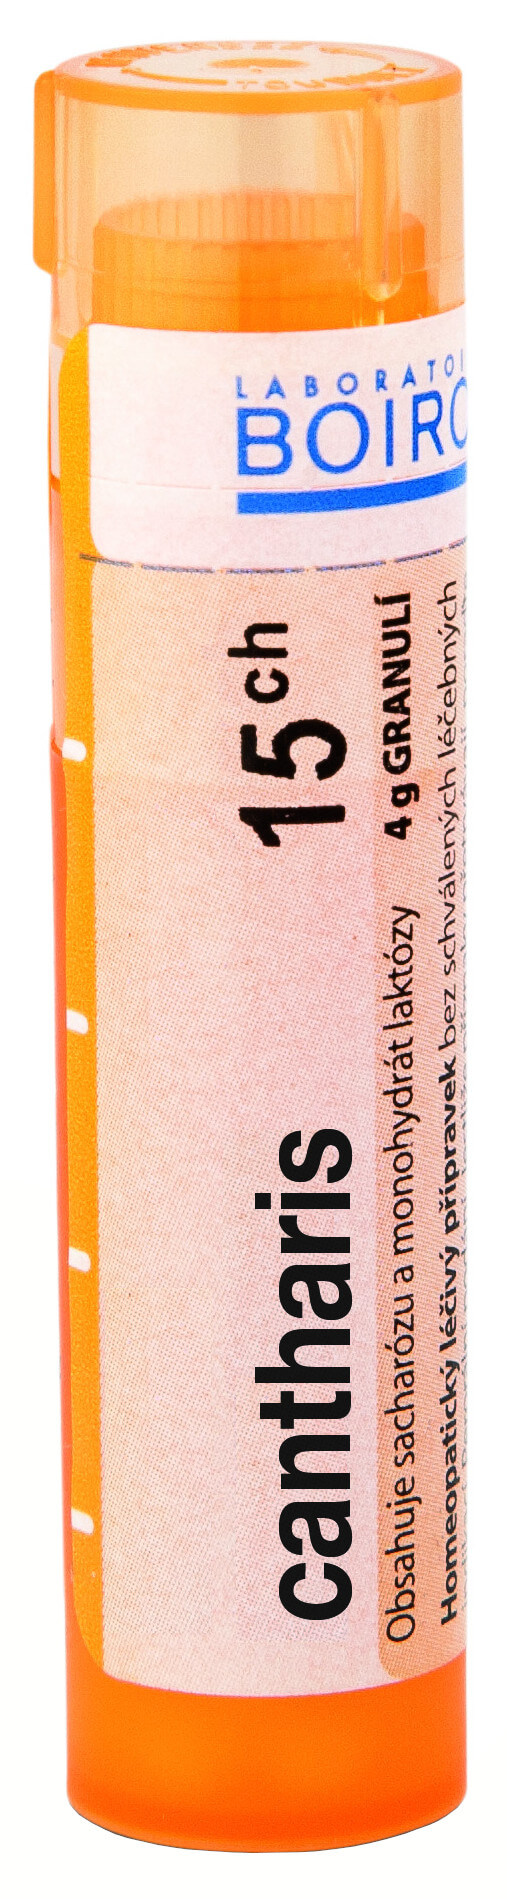 LABORATOI
BOIRO
cantharis 15 ch
Obsahuje sacharózu a monohydrát laktózy 4 g GRANULÍ
Homeopatický léčivý přípravek bez schválených léčebných